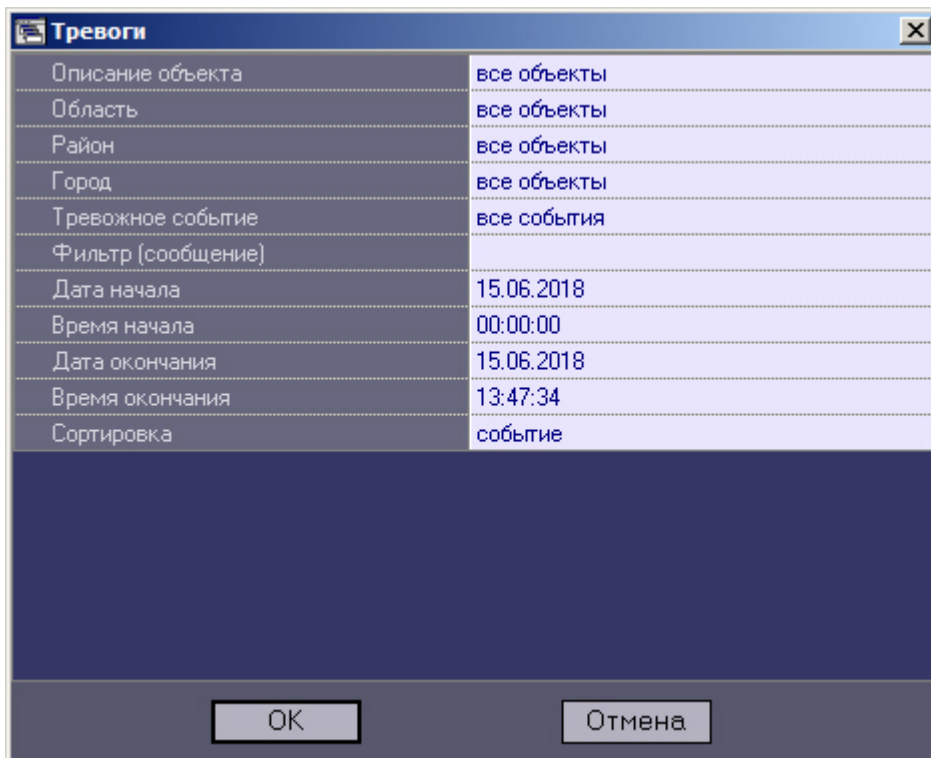 Тревоги
Описание объекта все объекты
Область все объекты
Район все объекты
Город все объекты
Тревожное событие все события
Фильтр (сообщение)
Дата начала 15.06.2018
Время начала 00:00:00
Дата окончания 15.06.2018
Время окончания 13:47:34
Сортировка событие
OK Отмена